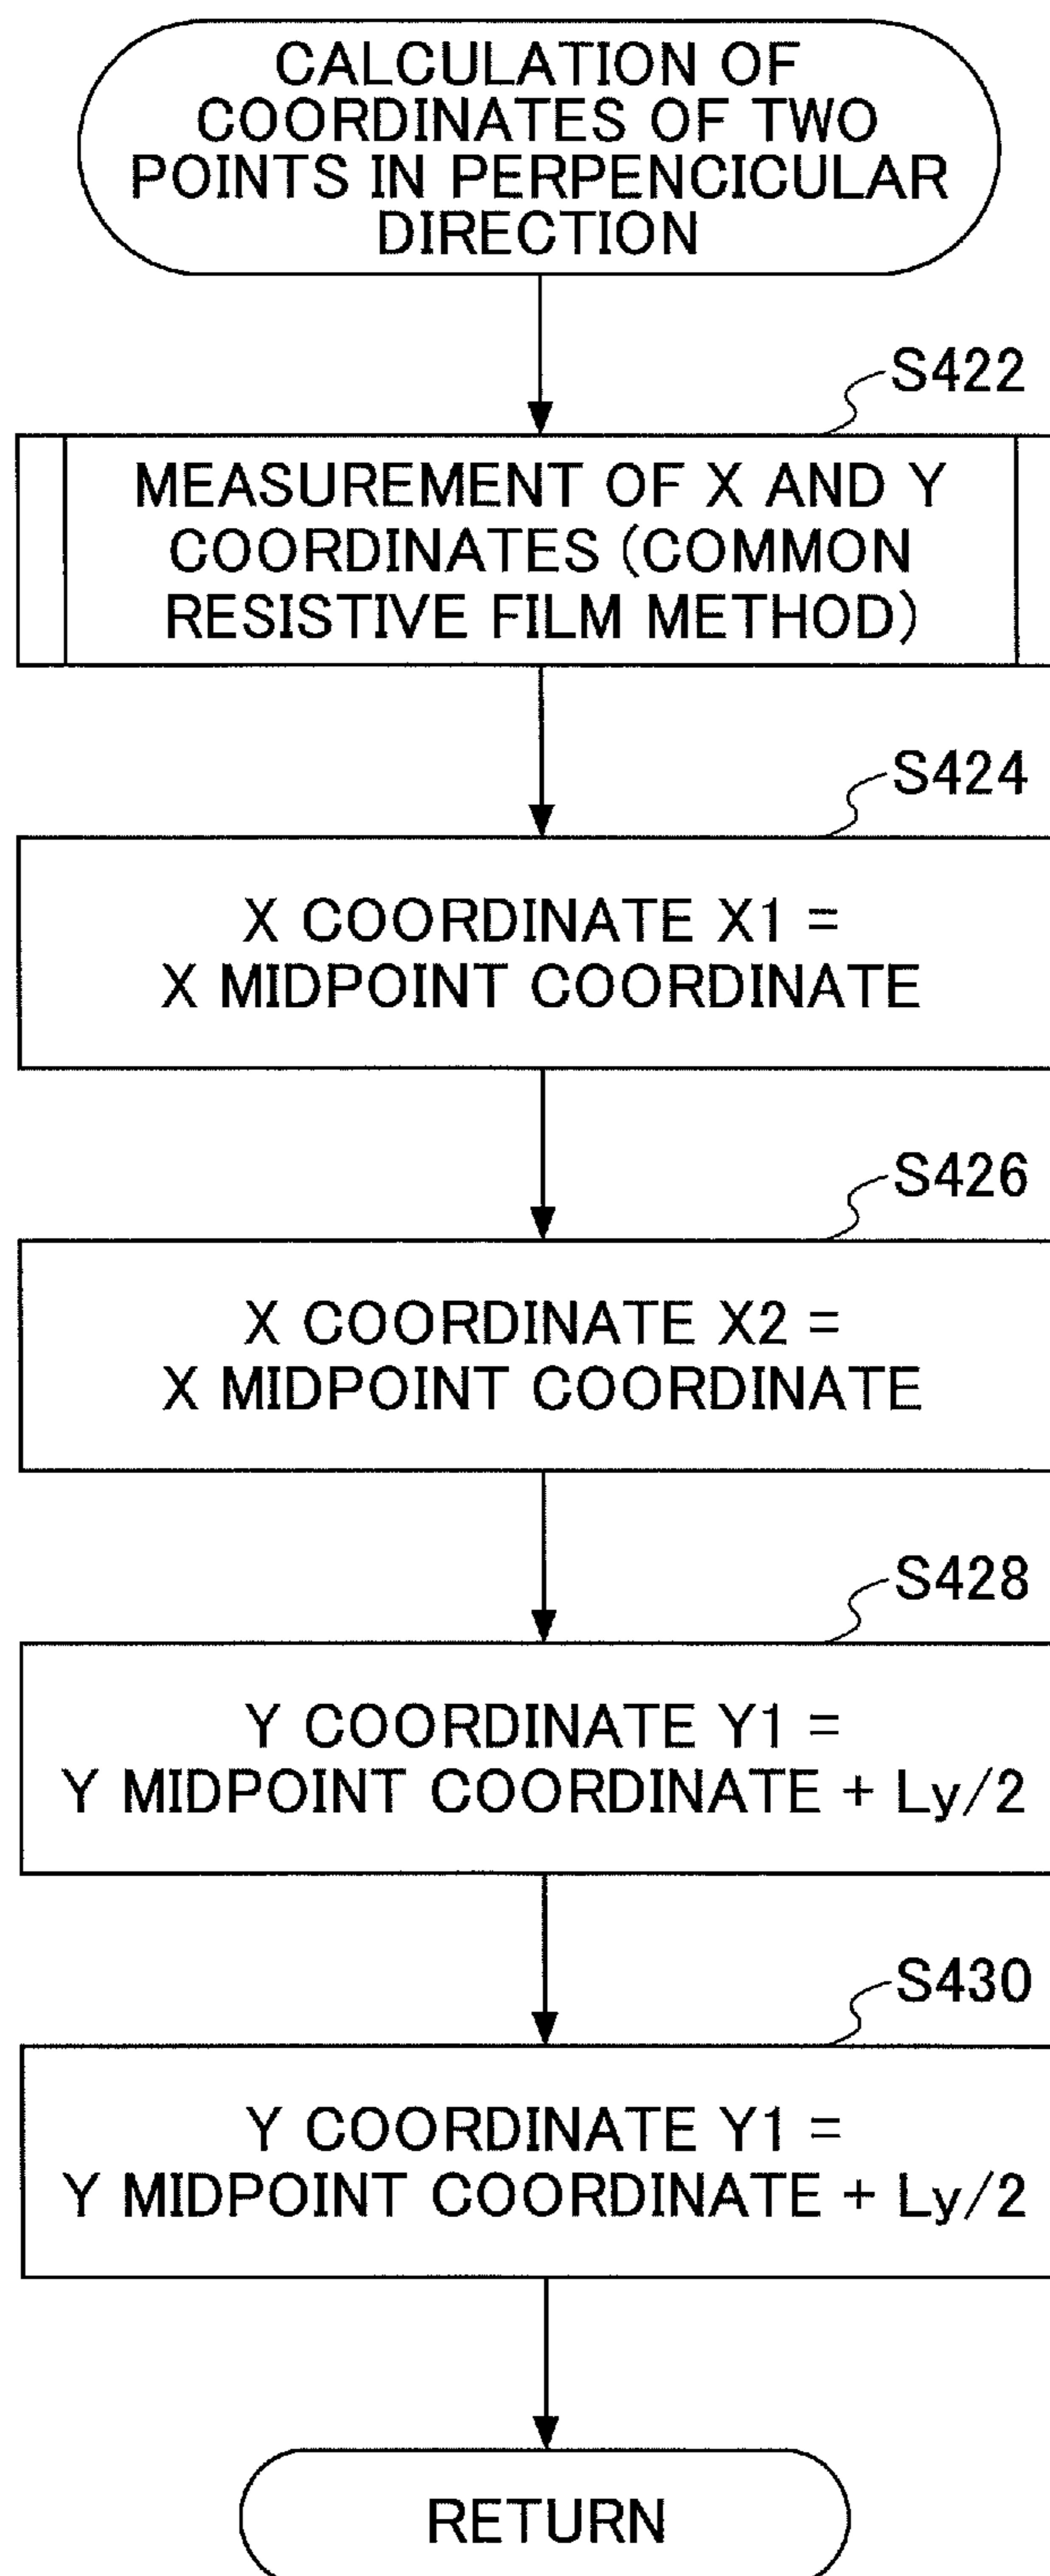 CALCULATION OF
COORDINATES OF TWO
POINTS IN PERPENCICULAR
DIRECTION
S422
MEASUREMENT OF X AND Y
COORDINATES (COMMON
RESISTIVE FILM METHOD)
S424
X COORDINATE X1 =
X MIDPOINT COORDINATE
S426
X COORDINATE X2 =
X MIDPOINT COORDINATE
S428
Y COORDINATE Y1 =
Y MIDPOINT COORDINATE + Ly/2
S430
Y COORDINATE Y1 =
Y MIDPOINT COORDINATE + Ly/2
RETURN